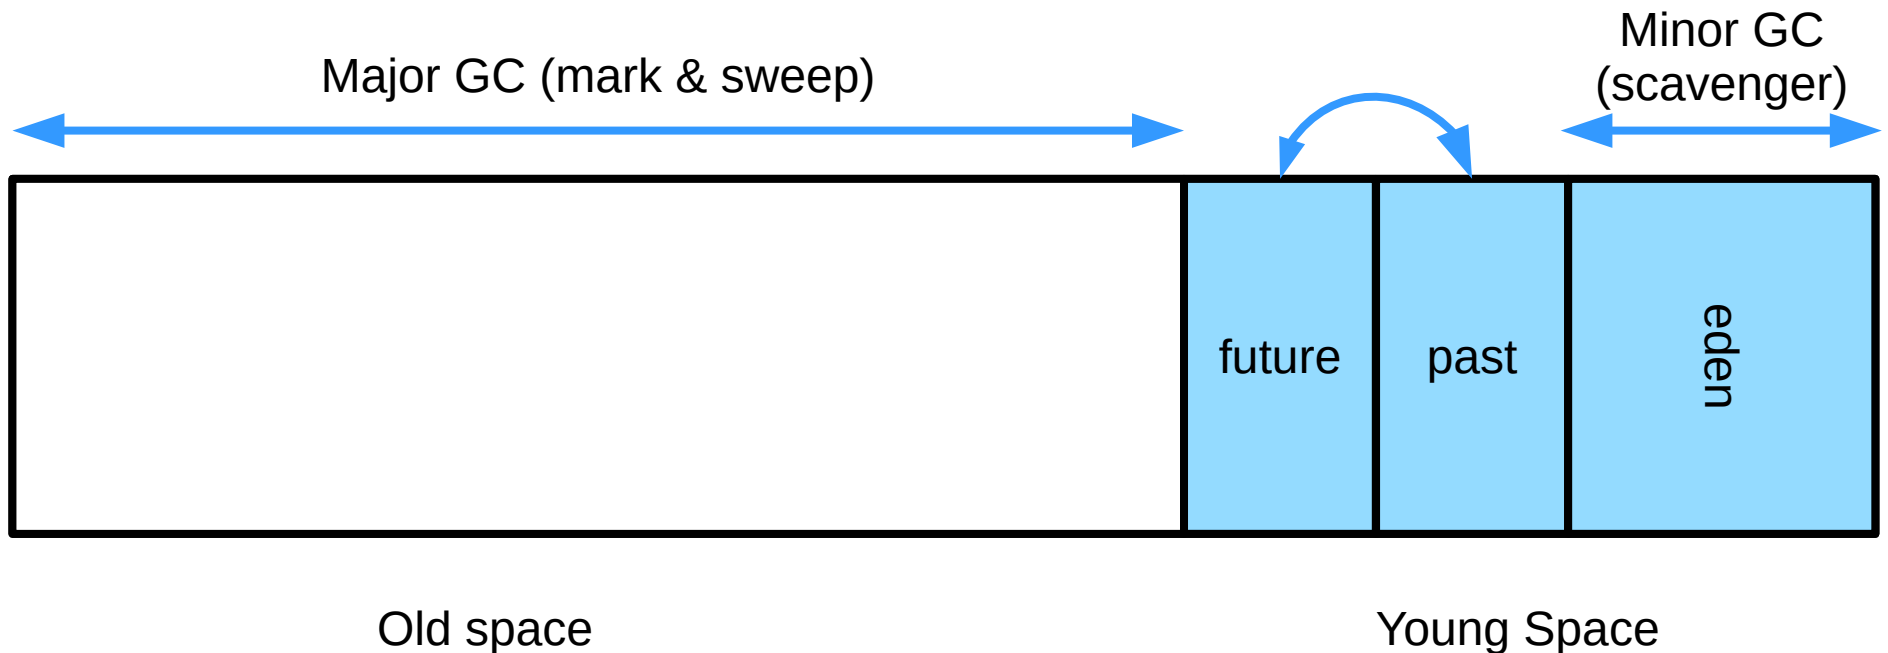 Major GC (mark & sweep)
Minor GC
(scavenger)
future
past
eden
Old space
Young Space